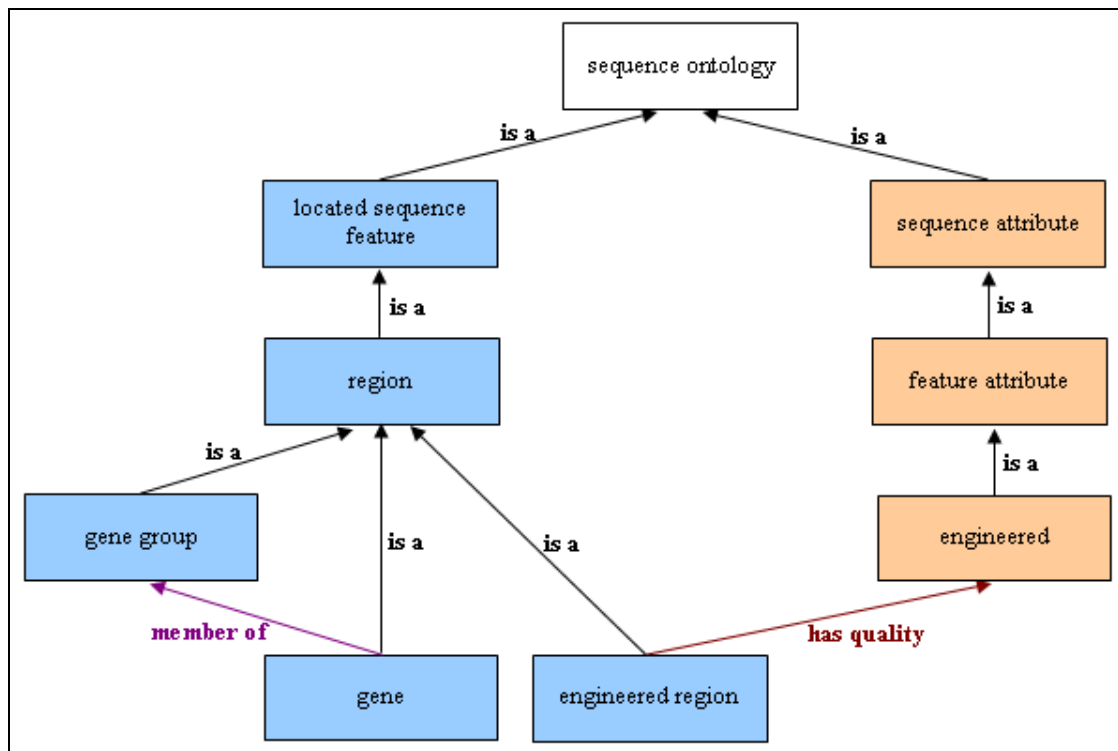 sequence ontology
is a
is a
located sequence
feature
sequence attribute
is a
is a
region
feature attribute
is a
is a
gene group
is a
is a
engineered
member of
has quality
gene
engineered region